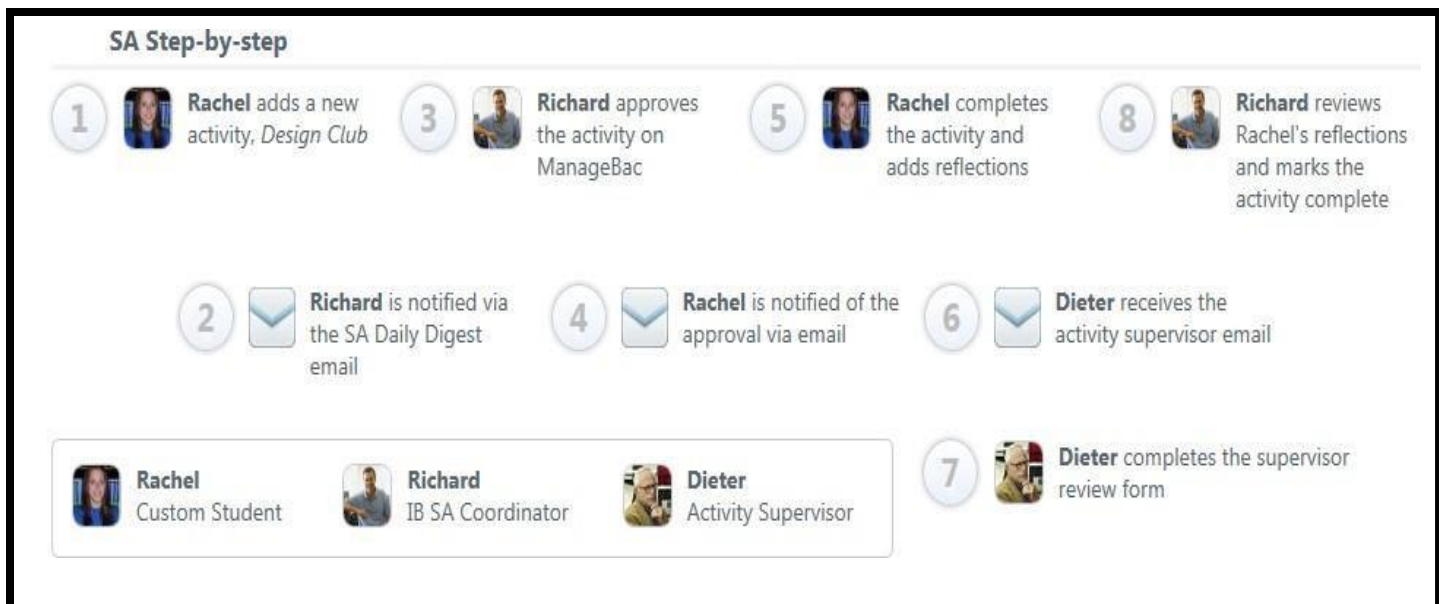 SA Step-by-step
1
Rachel adds a new
activity, Design Club
3
Richard approves
the activity on
ManageBac
5
Rachel completes
the activity and
adds reflections
8
Richard reviews
Rachel's reflections
and marks the
activity complete
2
Richard is notified via
the SA Daily Digest
email
4
Rachel is notified of the
approval via email
6
Dieter receives the
activity supervisor email
Rachel
Custom Student
Richard
IB SA Coordinator
Dieter
Activity Supervisor
7
Dieter completes the supervisor
review form